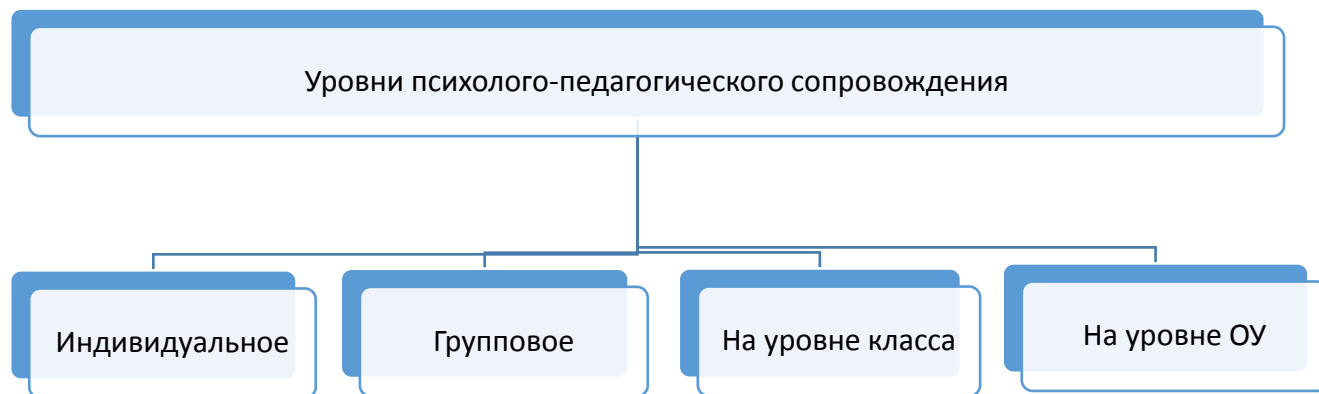 Уровни психолого-педагогического сопровождения
Индивидуальное
Групповое
На уровне класса
На уровне ОУ